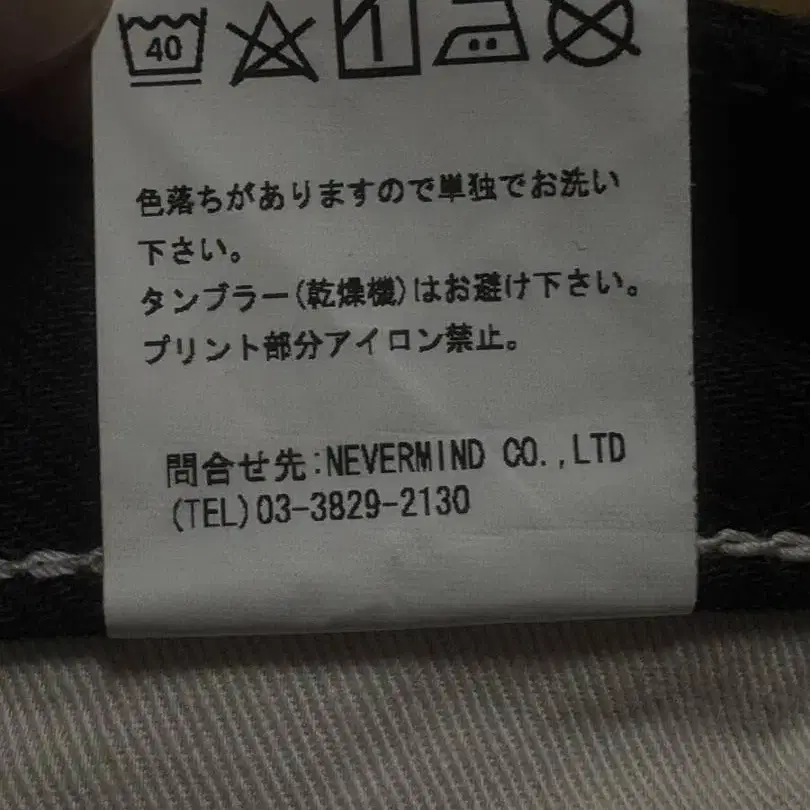 40
色落ちがありますので単独でお洗い
下さい。
タンブラー(乾燥機)はお避け下さい。
プリント部分アイロン禁止。
問合せ先:NEVERMIND CO.,LTD
(TEL)03-3829-2130